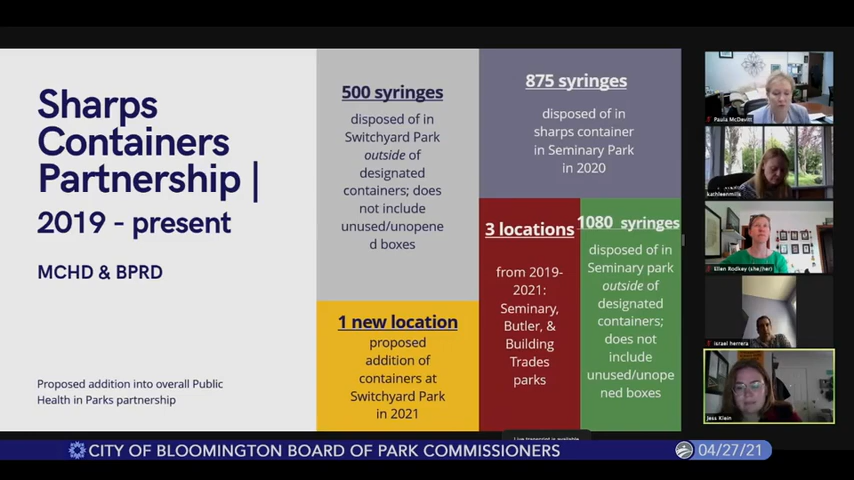 Sharps
Containers
Partnership |
2019 - present
MCHD & BPRD
Proposed addition into overall Public
Health in Parks partnership
500 syringes
disposed of in
Switchyard Park
outside of
designated
containers; does
not include
unused/unopene
d boxes
1 new location
proposed
addition of
containers at
Switchyard Park
in 2021
875 syringes
disposed of in
sharps container
in Seminary Park
in 2020
3 locations
from 2019-
2021:
Seminary,
Butler, &
Building
Trades
parks
1080 syringes
disposed of in
Seminary park
outside of
designated
containers;
does not
include
unused/unope
ned boxes
Paula McDevitt
kathleenmills
Ellen Rodkey (she/her)
israel herrera
Jess Klein
Live transcript is available
CITY OF BLOOMINGTON BOARD OF PARK COMMISSIONERS
04/27/21